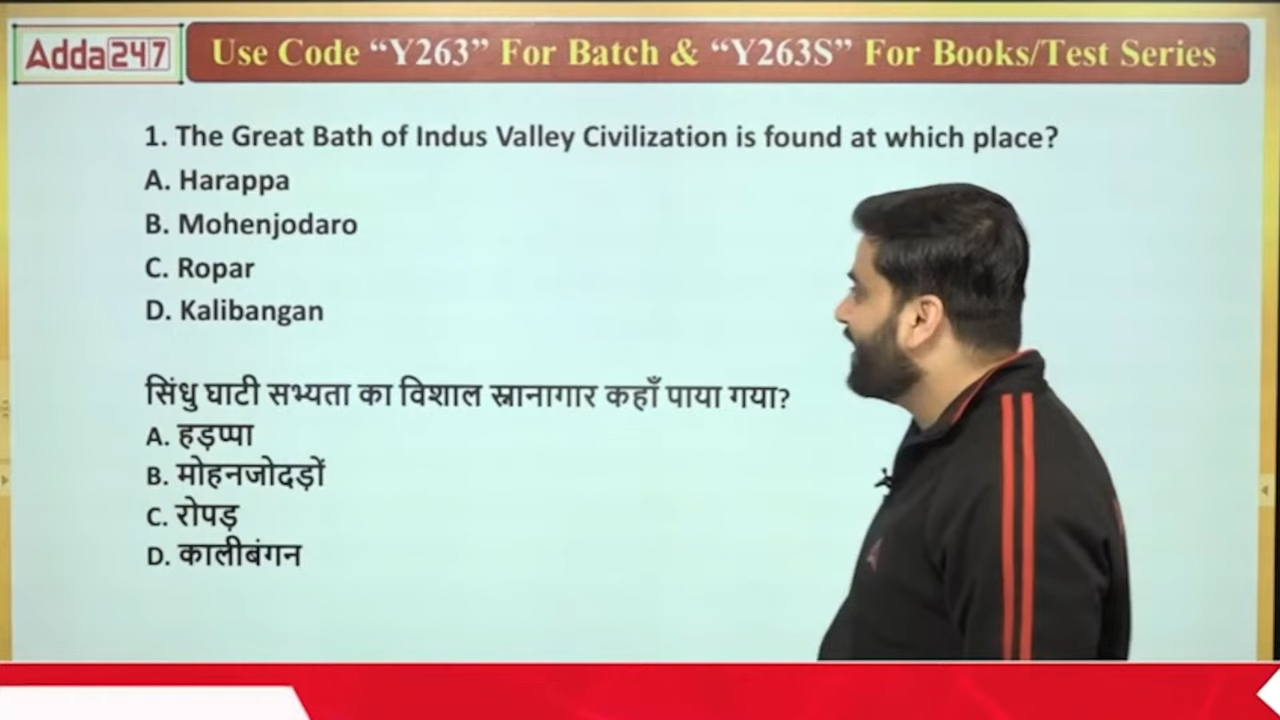 Adda247
Use Code “Y263” For Batch & “Y263S” For Books/Test Series
1. The Great Bath of Indus Valley Civilization is found at which place?
A. Harappa
B. Mohenjodaro
C. Ropar
D. Kalibangan
सिंधु घाटी सभ्यता का विशाल स्नानागार कहाँ पाया गया?
A. हड़प्पा
B. मोहनजोदड़ों
C. रोपड़
D. कालीबंगन